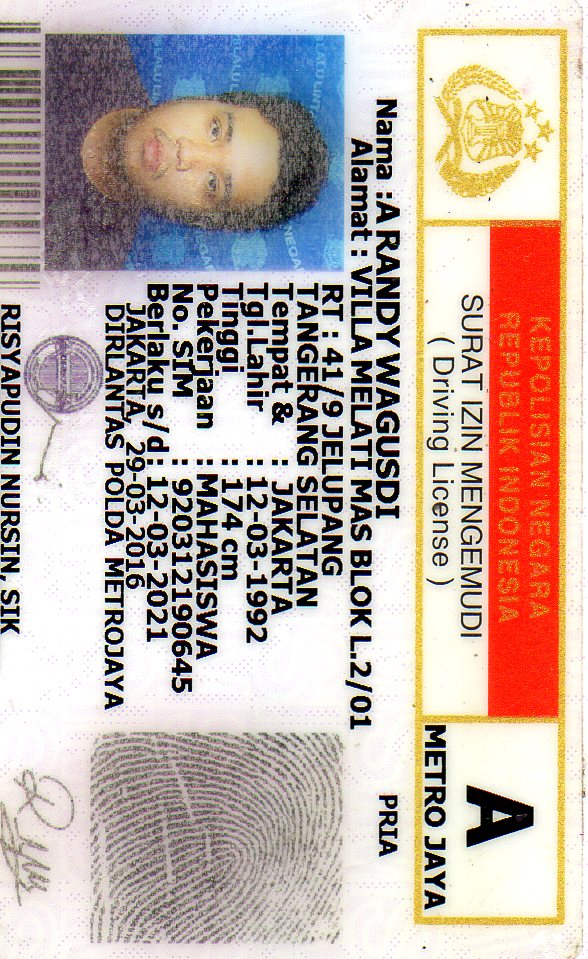 KEPOLISIAN NEGARA
REPUBLIK INDONESIA
SURAT IZIN MENGEMUDI
( Driving License )
A
METRO JAYA
Nama : A RANDY WAGUSDI
PRIA
Alamat : VILLA MELATI MAS BLOK L.2/01
RT : 41/9 JELUPANG
TANGERANG SELATAN
Tempat & : JAKARTA
Tgl.Lahir : 12-03-1992
Tinggi : 174 cm
Pekerjaan : MAHASISWA
No. SIM : 920312190645
Berlaku s/d : 12-03-2021
JAKARTA, 29-03-2016
DIRLANTAS POLDA METROJAYA
RISYAPUDIN NURSIN, SIK